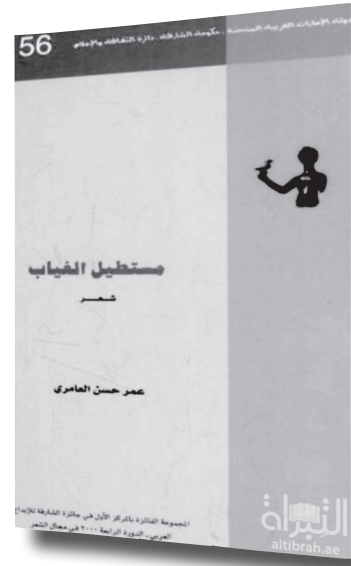 56
دولة الإمارات العربية المتحدة . حكومة الشارقة . دائرة الثقافة والإعلام
مستطيل الغياب
شعر
عمر حسن العامري
المجموعة الفائزة بالمركز الأول في جائزة الشارقة للإبداع
العربي، الدورة الرابعة ٢٠٠٠ في مجال الشعر
التبراة
altibrah.ae